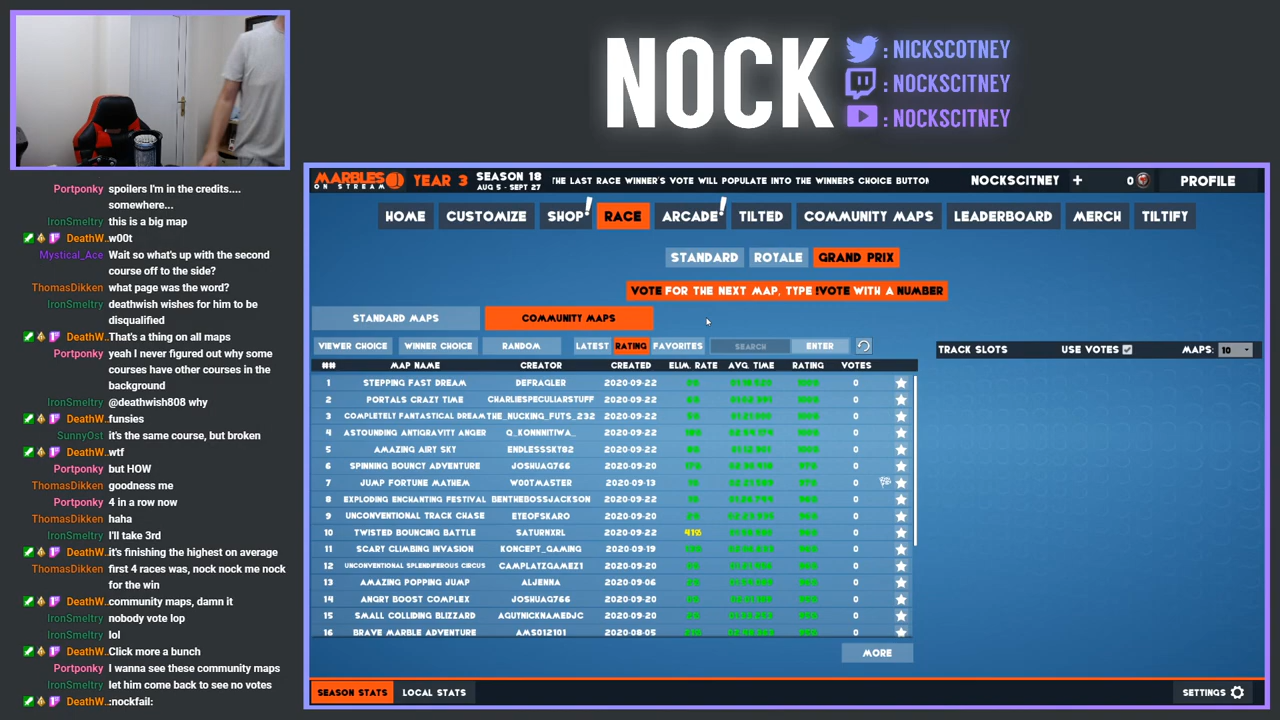 NOCK
: NICKSCOTNEY
: NOCKSCITNEY
: NOCKSCITNEY
Portponky spoilers I'm in the credits....
somewhere...
IronSmeltry this is a big map
DeathW.. w00t
Mystical_Ace Wait so what's up with the second
course off to the side?
ThomasDikken what page was the word?
IronSmeltry deathwish wishes for him to be
disqualified
DeathW.. That's a thing on all maps
Portponky yeah I never figured out why some
courses have other courses in the
background
IronSmeltry @deathwish808 why
DeathW.. funsies
SunnyOst it's the same course, but broken
DeathW.. wtf
Portponky but HOW
ThomasDikken goodness me
Portponky 4 in a row now
ThomasDikken haha
IronSmeltry I'll take 3rd
DeathW.. it's finishing the highest on average
ThomasDikken first 4 races was, nock nock me nock
for the win
DeathW.. community maps, damn it
IronSmeltry nobody vote lop
IronSmeltry lol
DeathW.. Click more a bunch
Portponky I wanna see these community maps
IronSmeltry let him come back to see no votes
DeathW.. :nockfail:
MARBLES ON STREAM YEAR 3 SEASON 18 AUG 5 - SEPT 27 THE LAST RACE WINNER'S VOTE WILL POPULATE INTO THE WINNERS CHOICE BUTTON NOCKSCITNEY + 0 PROFILE
HOME CUSTOMIZE SHOP! RACE ARCADE! TILTED COMMUNITY MAPS LEADERBOARD MERCH TILTIFY
STANDARD ROYALE GRAND PRIX
VOTE FOR THE NEXT MAP, TYPE !VOTE WITH A NUMBER
STANDARD MAPS COMMUNITY MAPS
VIEWER CHOICE WINNER CHOICE RANDOM LATEST RATING FAVORITES SEARCH ENTER
TRACK SLOTS USE VOTES MAPS: 10
## MAP NAME CREATOR CREATED ELIM. RATE AVG. TIME RATING VOTES
1 STEPPING FAST DREAM DEFRAGLER 2020-09-22 0
2 PORTALS CRAZY TIME CHARLIESPECULIARSTUFF 2020-09-22 0
3 COMPLETELY FANTASTICAL DREAM THE_NUCKING_FUTS_232 2020-09-22 0
4 ASTOUNDING ANTIGRAVITY ANGER Q_KONNNITIWA_ 2020-09-22 0
5 AMAZING AIRY SKY ENDLESSSKY82 2020-09-22 0
6 SPINNING BOUNCY ADVENTURE JOSHUAG766 2020-09-20 0
7 JUMP FORTUNE MATHEM W00TMASTER 2020-09-13 0
8 EXPLODING ENCHANTING FESTIVAL BENTHEBOSSJACKSON 2020-09-22 0
9 UNCONVENTIONAL TRACK CHASE EYEOFSKARO 2020-09-20 0
10 TWISTED BOUNCING BATTLE SATURNXRL 2020-09-22 41% 0
11 SCARY CLIMBING INVASION KONCEPT_GAMING 2020-09-19 0
12 UNCONVENTIONAL SPLENDIFEROUS CIRCUS CAMPLATZGAMEZ1 2020-09-20 0
13 AMAZING POPPING JUMP ALJENNA 2020-09-06 0
14 ANGRY BOOST COMPLEX JOSHUAG766 2020-09-20 0
15 SMALL COLLIDING BLIZZARD AGUTNICKNAMEDJC 2020-09-20 0
16 BRAVE MARBLE ADVENTURE AMS012101 2020-08-05 0
MORE
SEASON STATS LOCAL STATS SETTINGS